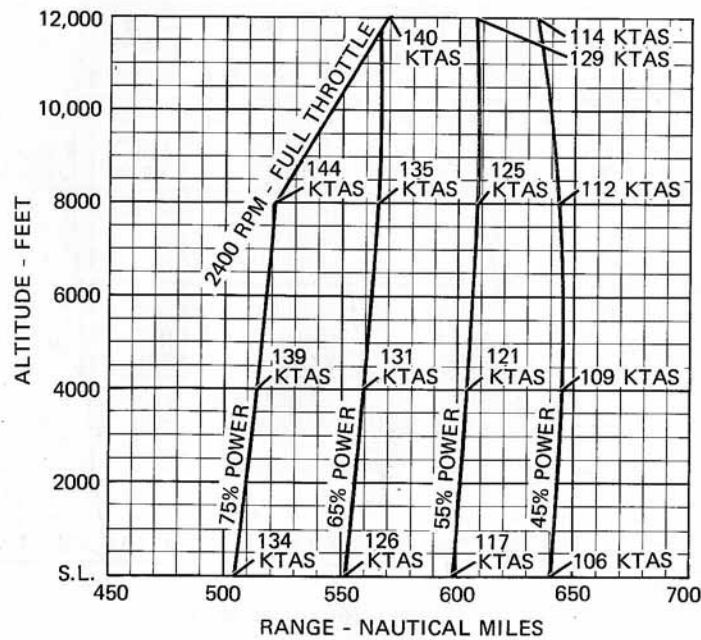 12,000
140
KTAS
114 KTAS
129 KTAS
10,000
2400 RPM - FULL THROTTLE
144
KTAS
135
KTAS
125
KTAS
8000
112 KTAS
6000
ALTITUDE - FEET
139
KTAS
131
KTAS
121
KTAS
4000
109 KTAS
75% POWER
65% POWER
55% POWER
45% POWER
2000
134
KTAS
126
KTAS
117
KTAS
106 KTAS
S.L.
450
500
550
600
650
700
RANGE - NAUTICAL MILES